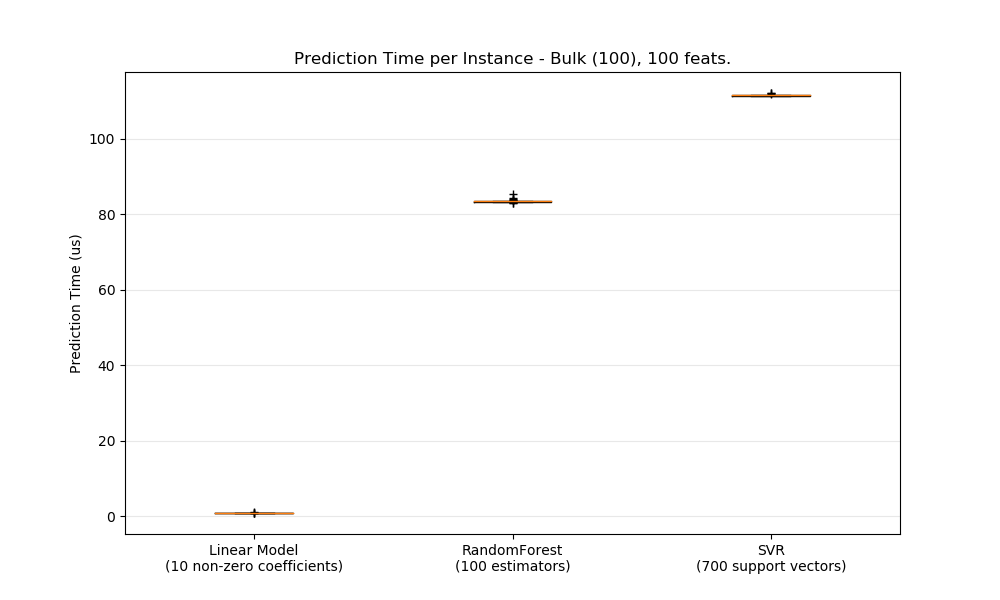 Prediction Time per Instance - Bulk (100), 100 feats.
Prediction Time (us)
100
80
60
40
20
0
Linear Model
(10 non-zero coefficients)
RandomForest
(100 estimators)
SVR
(700 support vectors)